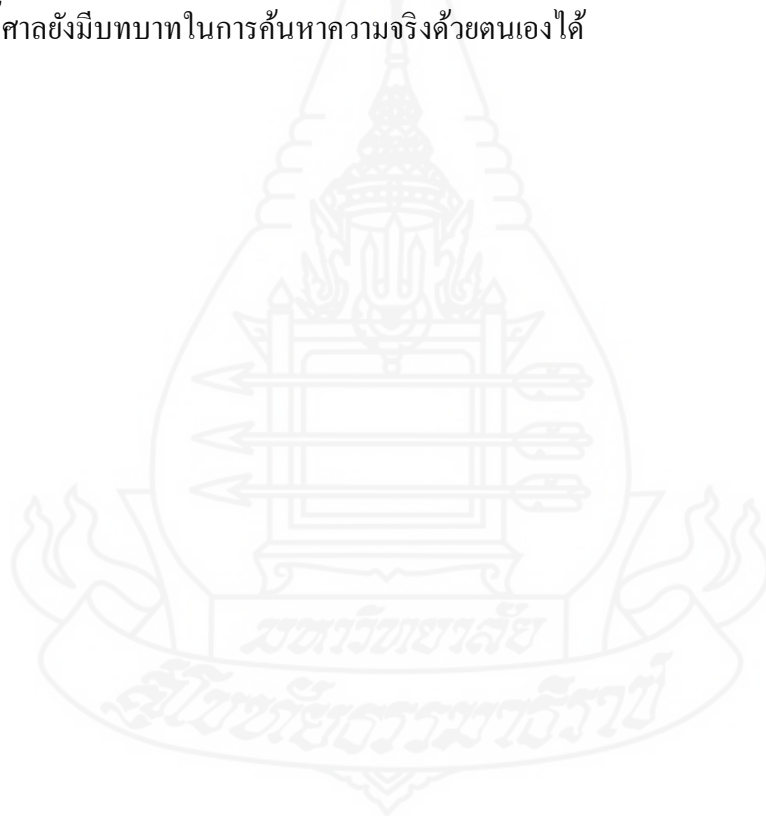 ศาลยังมีบทบาทในการค้นหาความจริงด้วยตนเองได้
มหาวิทยาลัย
สุโขทัยธรรมาธิราช